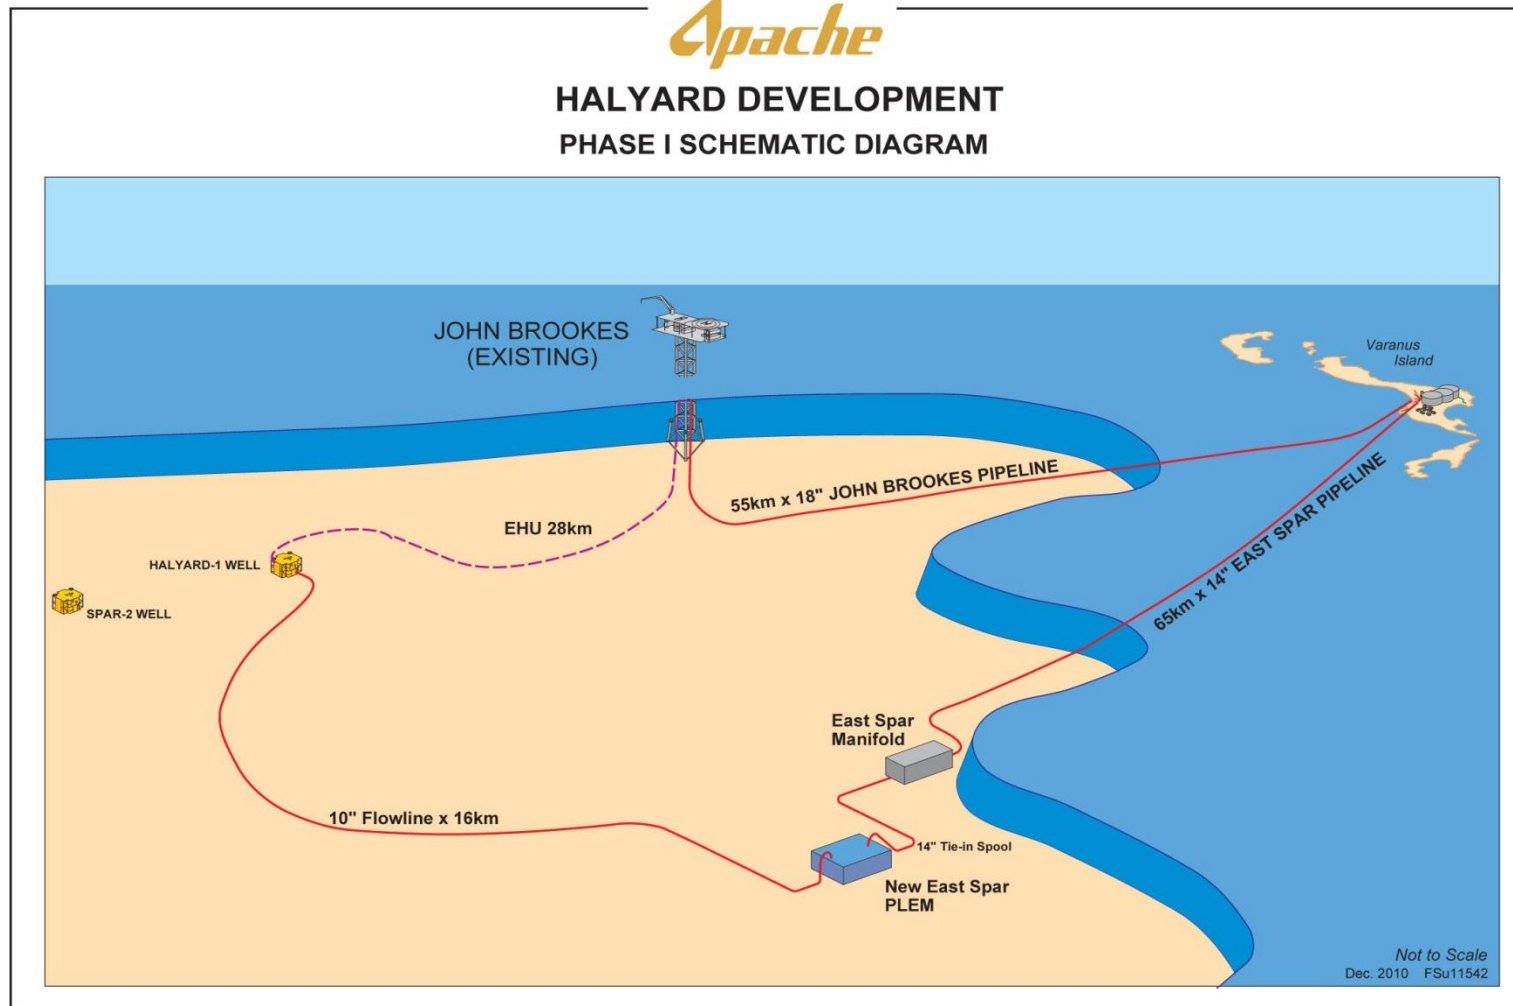 Apache
HALYARD DEVELOPMENT
PHASE I SCHEMATIC DIAGRAM
JOHN BROOKES
(EXISTING)
Varanus
Island
55km x 18" JOHN BROOKES PIPELINE
65km x 14" EAST SPAR PIPELINE
EHU 28km
HALYARD-1 WELL
SPAR-2 WELL
East Spar
Manifold
10" Flowline x 16km
14" Tie-in Spool
New East Spar
PLEM
Not to Scale
Dec. 2010 FSu11542